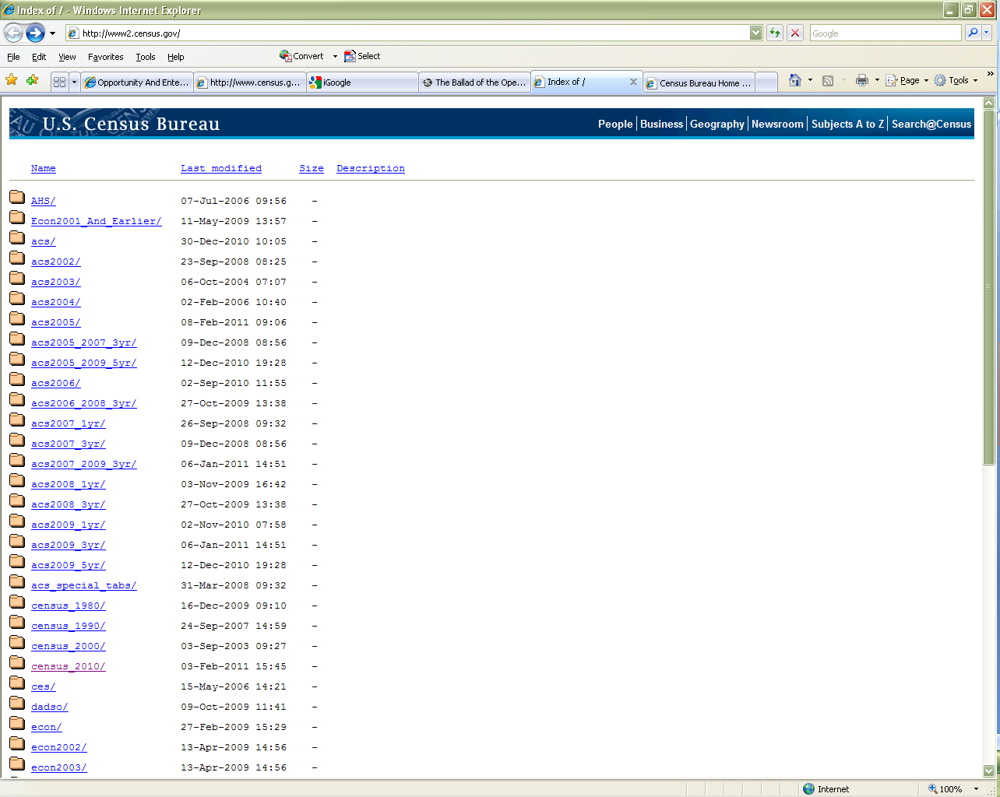 Index of / - Windows Internet Explorer
http://www2.census.gov/
Google
File Edit View Favorites Tools Help Convert Select
Opportunity And Ente... http://www.census.g... iGoogle The Ballad of the Ope... Index of / Census Bureau Home ... Page Tools
U.S. Census Bureau People Business Geography Newsroom Subjects A to Z Search@Census
Name Last modified Size Description
AHS/ 07-Jul-2006 09:56 -
Econ2001_And_Earlier/ 11-May-2009 13:57 -
acs/ 30-Dec-2010 10:05 -
acs2002/ 23-Sep-2008 08:25 -
acs2003/ 06-Oct-2004 07:07 -
acs2004/ 02-Feb-2006 10:40 -
acs2005/ 08-Feb-2011 09:06 -
acs2005_2007_3yr/ 09-Dec-2008 08:56 -
acs2005_2009_5yr/ 12-Dec-2010 19:28 -
acs2006/ 02-Sep-2010 11:55 -
acs2006_2008_3yr/ 27-Oct-2009 13:38 -
acs2007_1yr/ 26-Sep-2008 09:32 -
acs2007_3yr/ 09-Dec-2008 08:56 -
acs2007_2009_3yr/ 06-Jan-2011 14:51 -
acs2008_1yr/ 03-Nov-2009 16:42 -
acs2008_3yr/ 27-Oct-2009 13:38 -
acs2009_1yr/ 02-Nov-2010 07:58 -
acs2009_3yr/ 06-Jan-2011 14:51 -
acs2009_5yr/ 12-Dec-2010 19:28 -
acs_special_tabs/ 31-Mar-2008 09:32 -
census_1980/ 16-Dec-2009 09:10 -
census_1990/ 24-Sep-2007 14:59 -
census_2000/ 03-Sep-2003 09:27 -
census_2010/ 03-Feb-2011 15:45 -
ces/ 15-May-2006 14:21 -
dadso/ 09-Oct-2009 11:41 -
econ/ 27-Feb-2009 15:29 -
econ2002/ 13-Apr-2009 14:56 -
econ2003/ 13-Apr-2009 14:56 -
Internet 100%